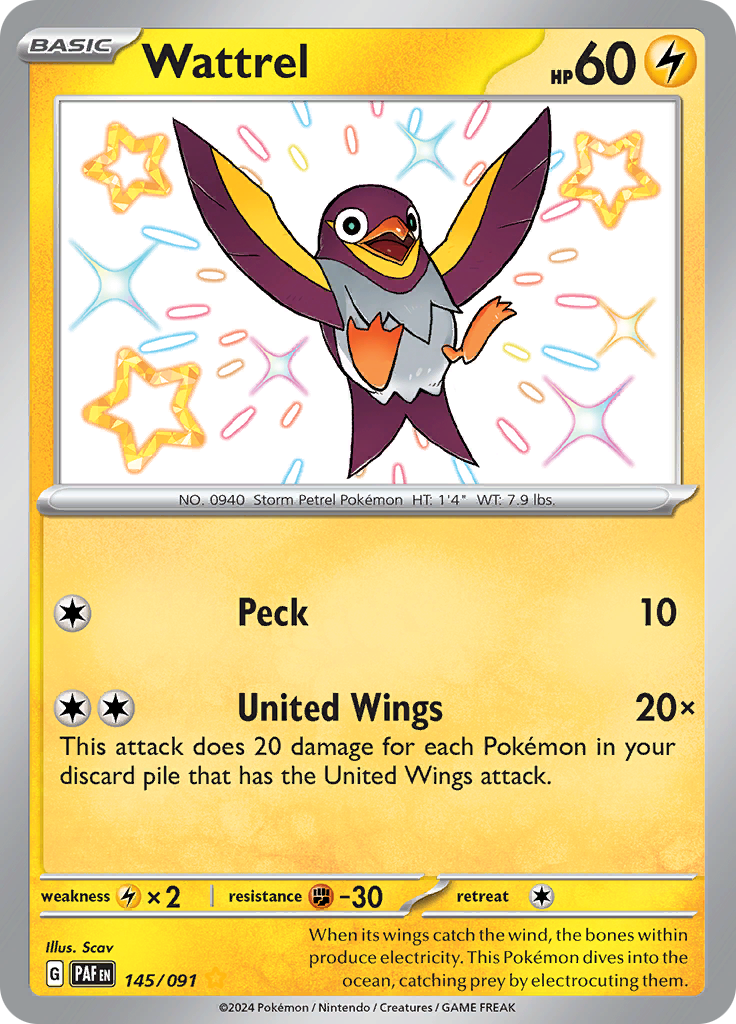 BASIC
Wattrel
HP 60
NO. 0940 Storm Petrel Pokémon HT: 1'4" WT: 7.9 lbs.
Peck 10
United Wings 20×
This attack does 20 damage for each Pokémon in your
discard pile that has the United Wings attack.
weakness ×2 resistance -30 retreat
Illus. Scav
When its wings catch the wind, the bones within
produce electricity. This Pokémon dives into the
ocean, catching prey by electrocuting them.
G PAF EN 145/091
©2024 Pokémon / Nintendo / Creatures / GAME FREAK